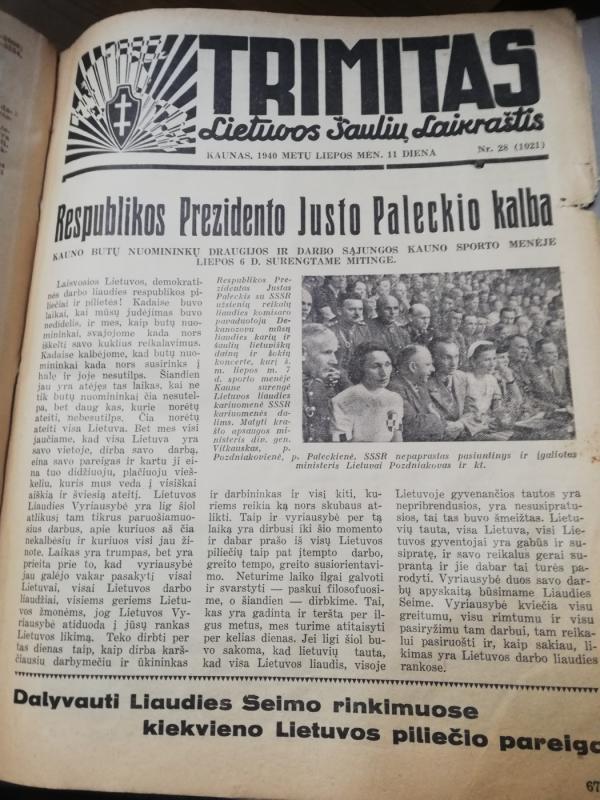 TRIMITAS
Lietuvos Šaulių Laikraštis
KAUNAS, 1940 METŲ LIEPOS MĖN. 11 DIENA
Nr. 28 (1021)
Respublikos Prezidento Justo Paleckio kalba
KAUNO BUTŲ NUOMININKŲ DRAUGIJOS IR DARBO SĄJUNGOS KAUNO SPORTO MENĖJE
LIEPOS 6 D. SURENGTAME MITINGE.
Laisvosios Lietuvos, demokrati-
nės darbo liaudies respublikos pi-
liečiai ir pilietės! Kadaise buvo
laikai, kai mūsų judėjimas buvo
nedidelis, ir mes, kaip butų nuo-
mininkai, svajojome kada nors
iškelti savo kuklius reikalavimus.
Kadaise kalbėjome, kad butų nuo-
mininkai kada nors susirinks į
halę ir joje nesutilps. Šiandien
jau yra atėjęs tas laikas, kai ne
tik butų nuomininkai čia nesutel-
pa, bet daug kas, kurie norėtų
ateiti, nebesutilps. Čia norėtų
ateiti visa Lietuva. Bet mes visi
jaučiame, kad visa Lietuva yra
savo vietoje, dirba savo darbą,
eina savo pareigas ir kartu ji ei-
na tuo didžiuoju, plačiuoju vieš-
keliu, kuris mus veda į visiškai
aiškią ir šviesią ateitį. Lietuvos
Liaudies Vyriausybė yra lig šiol
atlikusi tam tikrus paruošiamuo-
sius darbus, apie kuriuos aš čia
nekalbėsiu ir kuriuos visi jau ži-
note. Laikas yra trumpas, bet yra
prieita prie to, kad vyriausybė
jau galėjo vakar pasakyti visai
Lietuvai, visai Lietuvos darbo
liaudžiai, visiems geriems Lietu-
vos žmonėms, jog Lietuvos Vy-
riausybė atiduoda į jūsų rankas
Lietuvos likimą. Teko dirbti per
tas dienas taip, kaip dirba karš-
čiausiu darbymečiu ir ūkininkas
Respublikos Pre-
zidentas Justas
Paleckis su SSSR
užsienių reikalų
liaudies komisaro
pavaduotoju De-
kanozovu mūsų
liaudies karių ir
šaulių lietuviškų
dainų ir šokių
koncerte, kurį š.
m. liepos m. 7
d. sporto menėje
Kaune surengė
Lietuvos liaudies
kariuomenė SSSR
kariuomenės da-
lims. Matyti kra-
što apsaugos mi-
nisteris div. gen.
Vitkauskas, p.
Pozdniakovienė, p. Paleckienė, SSSR nepaprastas pasiuntinys ir įgaliotas
ministeris Lietuvai Pozdniakovas ir kt.
ir darbininkas ir visi kiti, ku-
riems reikia ką nors skubaus at-
likti. Taip ir vyriausybė per tą
laiką yra dirbusi iki šio momento
ir dabar prašo iš visų Lietuvos
piliečių taip pat įtempto darbo,
greito tempo, greito susiorientavi-
mo. Neturime laiko ilgai galvoti
ir svarstyti — paskui filosofuosi-
me, o šiandien — dirbkime. Tai,
kas yra gadinta ir teršta per il-
gus metus, mes turime atitaisyti
per kelias dienas. Jei ligi šiol bu-
vo sakoma, kad lietuvių tauta,
kad visa Lietuvos liaudis, visoje
Lietuvoje gyvenančios tautos yra
nepribrendusios, yra nesusipratu-
sios, tai tas buvo šmeižtas. Lietu-
vių tauta, visa Lietuva, visi Lie-
tuvos gyventojai yra gabūs ir su-
sipratę, ir savo reikalus gerai su-
prantą ir jie dabar tai turės pa-
rodyti. Vyriausybė duos savo dar-
bų apyskaitą būsimame Liaudies
Seime. Vyriausybė kviečia visu
greitumu, visu rimtumu ir visu
pasiryžimu tam darbui, tam reika-
lui pasiruošti ir, kaip sakiau, li-
kimas yra Lietuvos darbo liaudies
rankose.
Dalyvauti Liaudies Seimo rinkimuose
kiekvieno Lietuvos piliečio pareiga
67